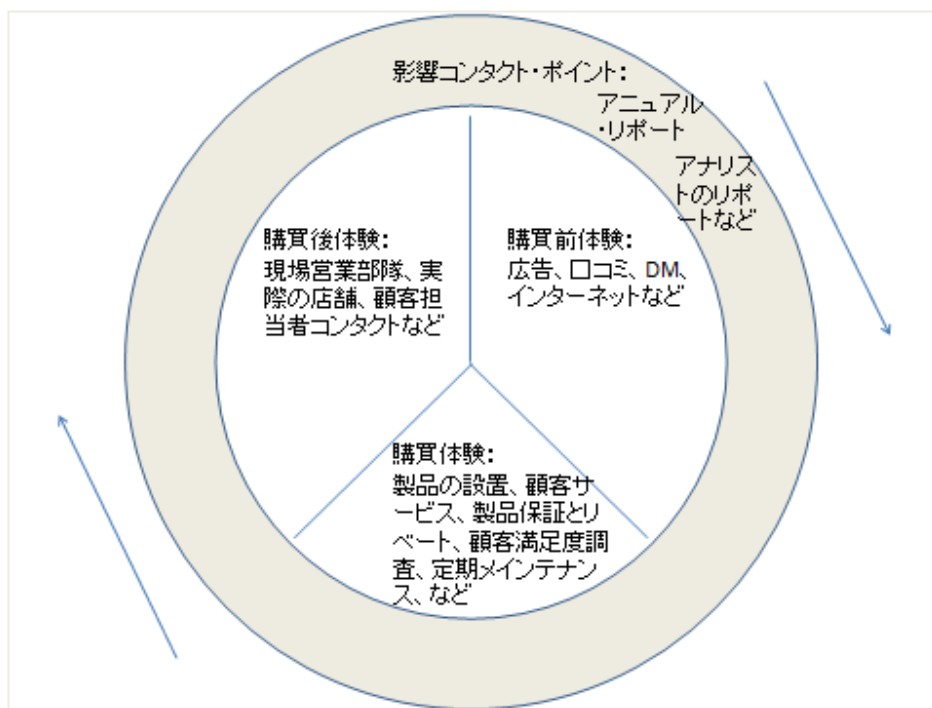 影響コンタクト・ポイント：
アニュアル
・リポート
アナリス
トのリポ
ートなど
購買後体験：
現場営業部隊、実
際の店舗、顧客担
当者コンタクトなど
購買前体験：
広告、口コミ、DM、
インターネットなど
購買体験：
製品の設置、顧客サ
ービス、製品保証とリ
ベート、顧客満足度調
査、定期メインテナン
ス、など